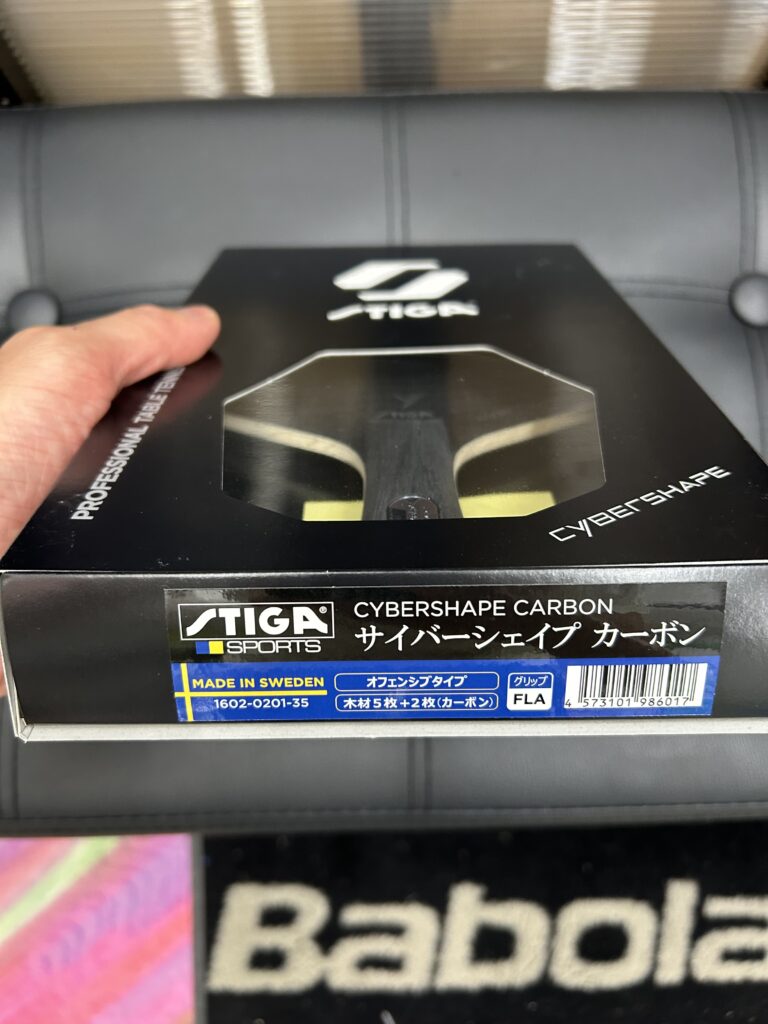 STIGA
STIGA
PROFESSIONAL TABLE TENNIS
CYBERSHAPE
STIGA®
SPORTS
CYBERSHAPE CARBON
サイバーシェイプ カーボン
MADE IN SWEDEN
1602-0201-35
オフェンシブタイプ
木材5枚+2枚(カーボン)
グリップ
FLA
4 573101 986017
Babola